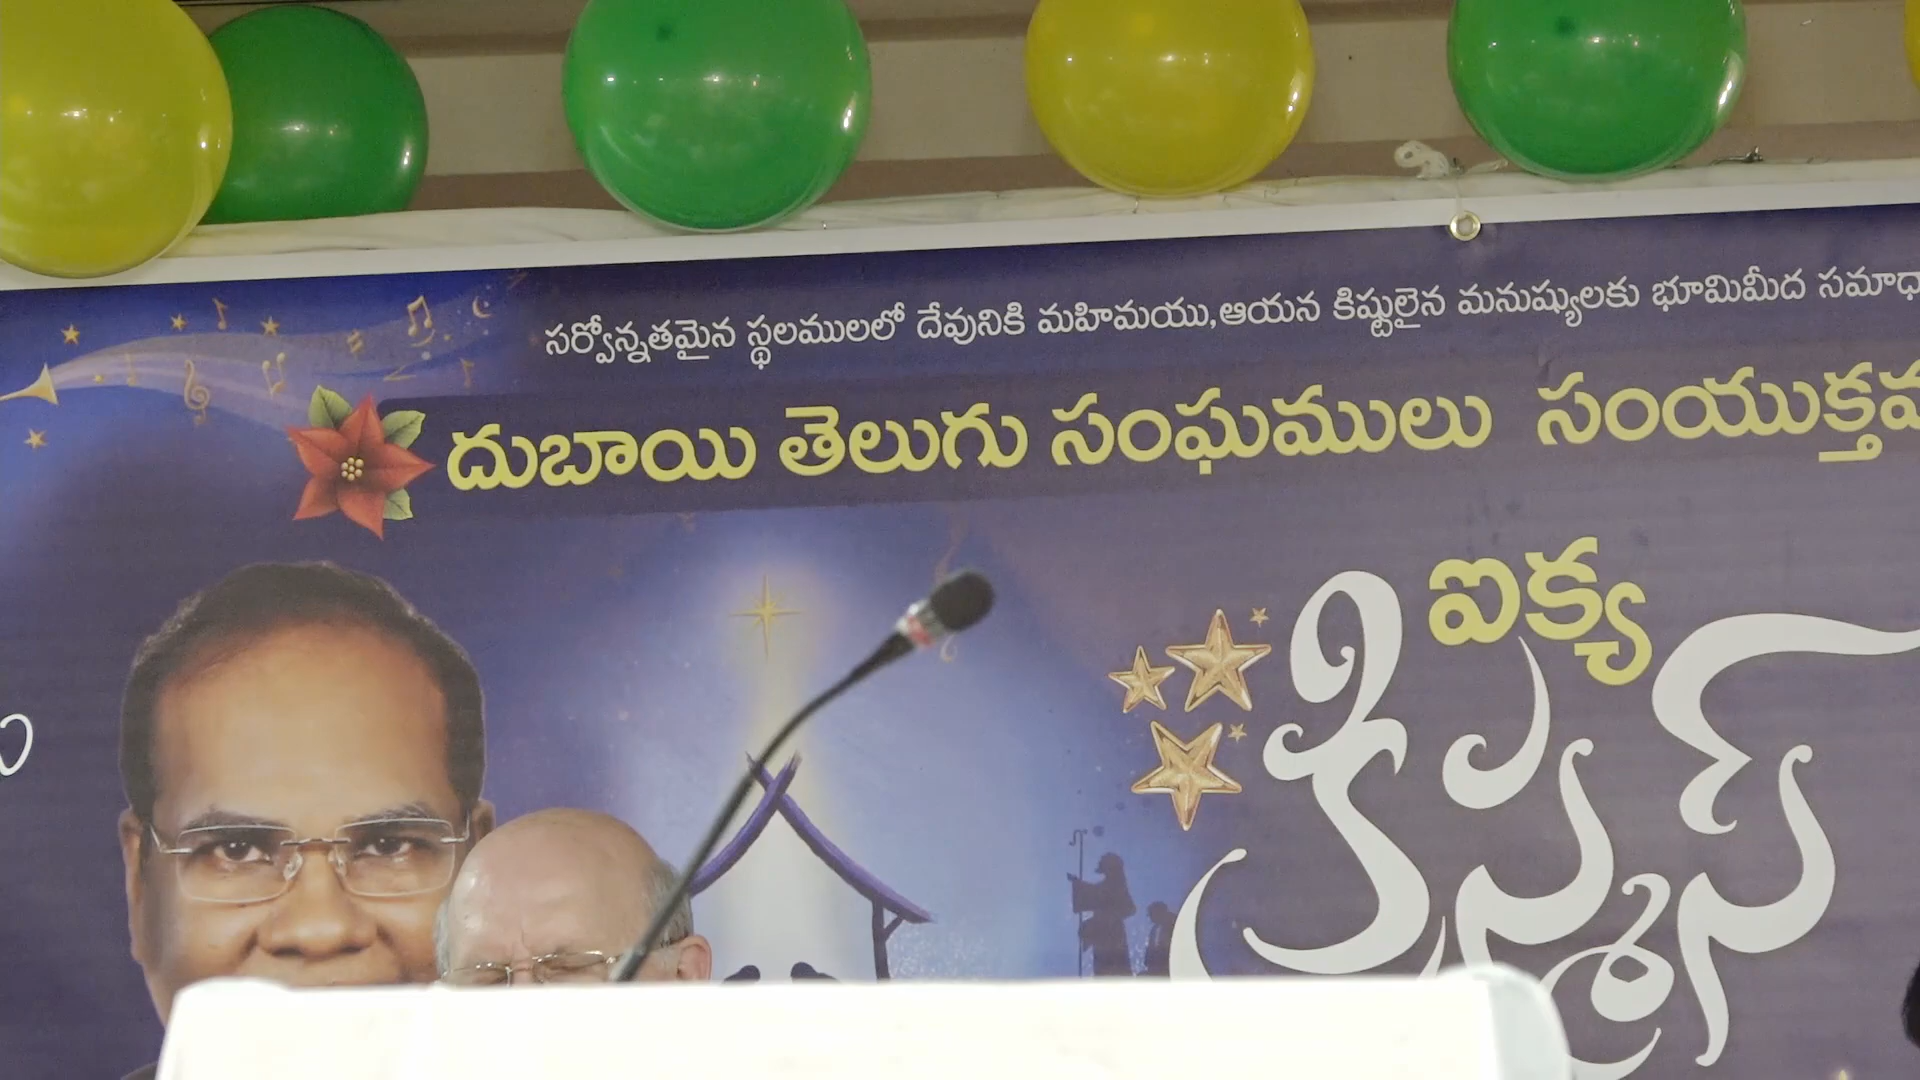 సర్వోన్నతమైన స్థలములలో దేవునికి మహిమయు,ఆయన కిష్టులైన మనుష్యులకు భూమిమీద
దుబాయి తెలుగు సంఘములు
ఐక్య
క్రిస్మస్